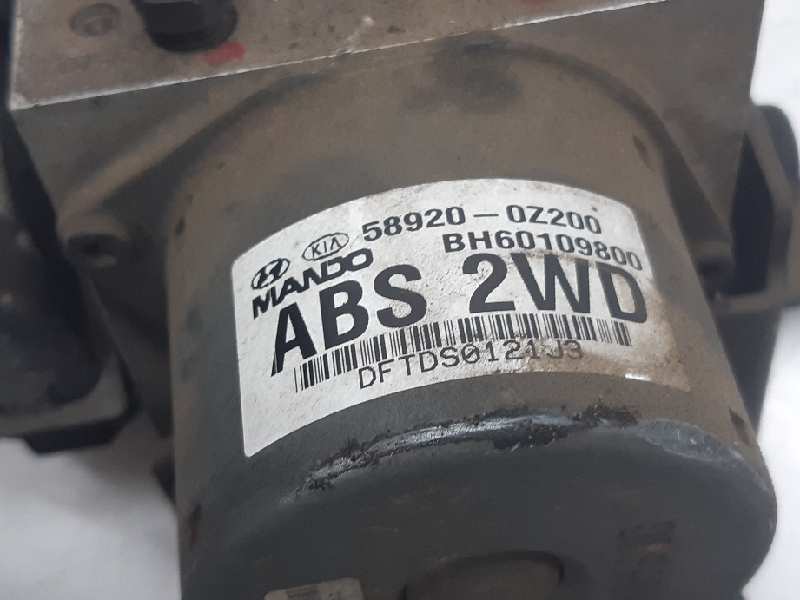 KIA 58920-0Z200
MANDO BH60109800
ABS 2WD
DFTDS0121J3